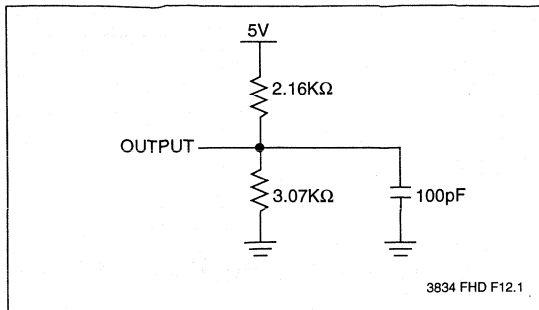 5V
2.16KΩ
OUTPUT
3.07KΩ
100pF
3834 FHD F12.1